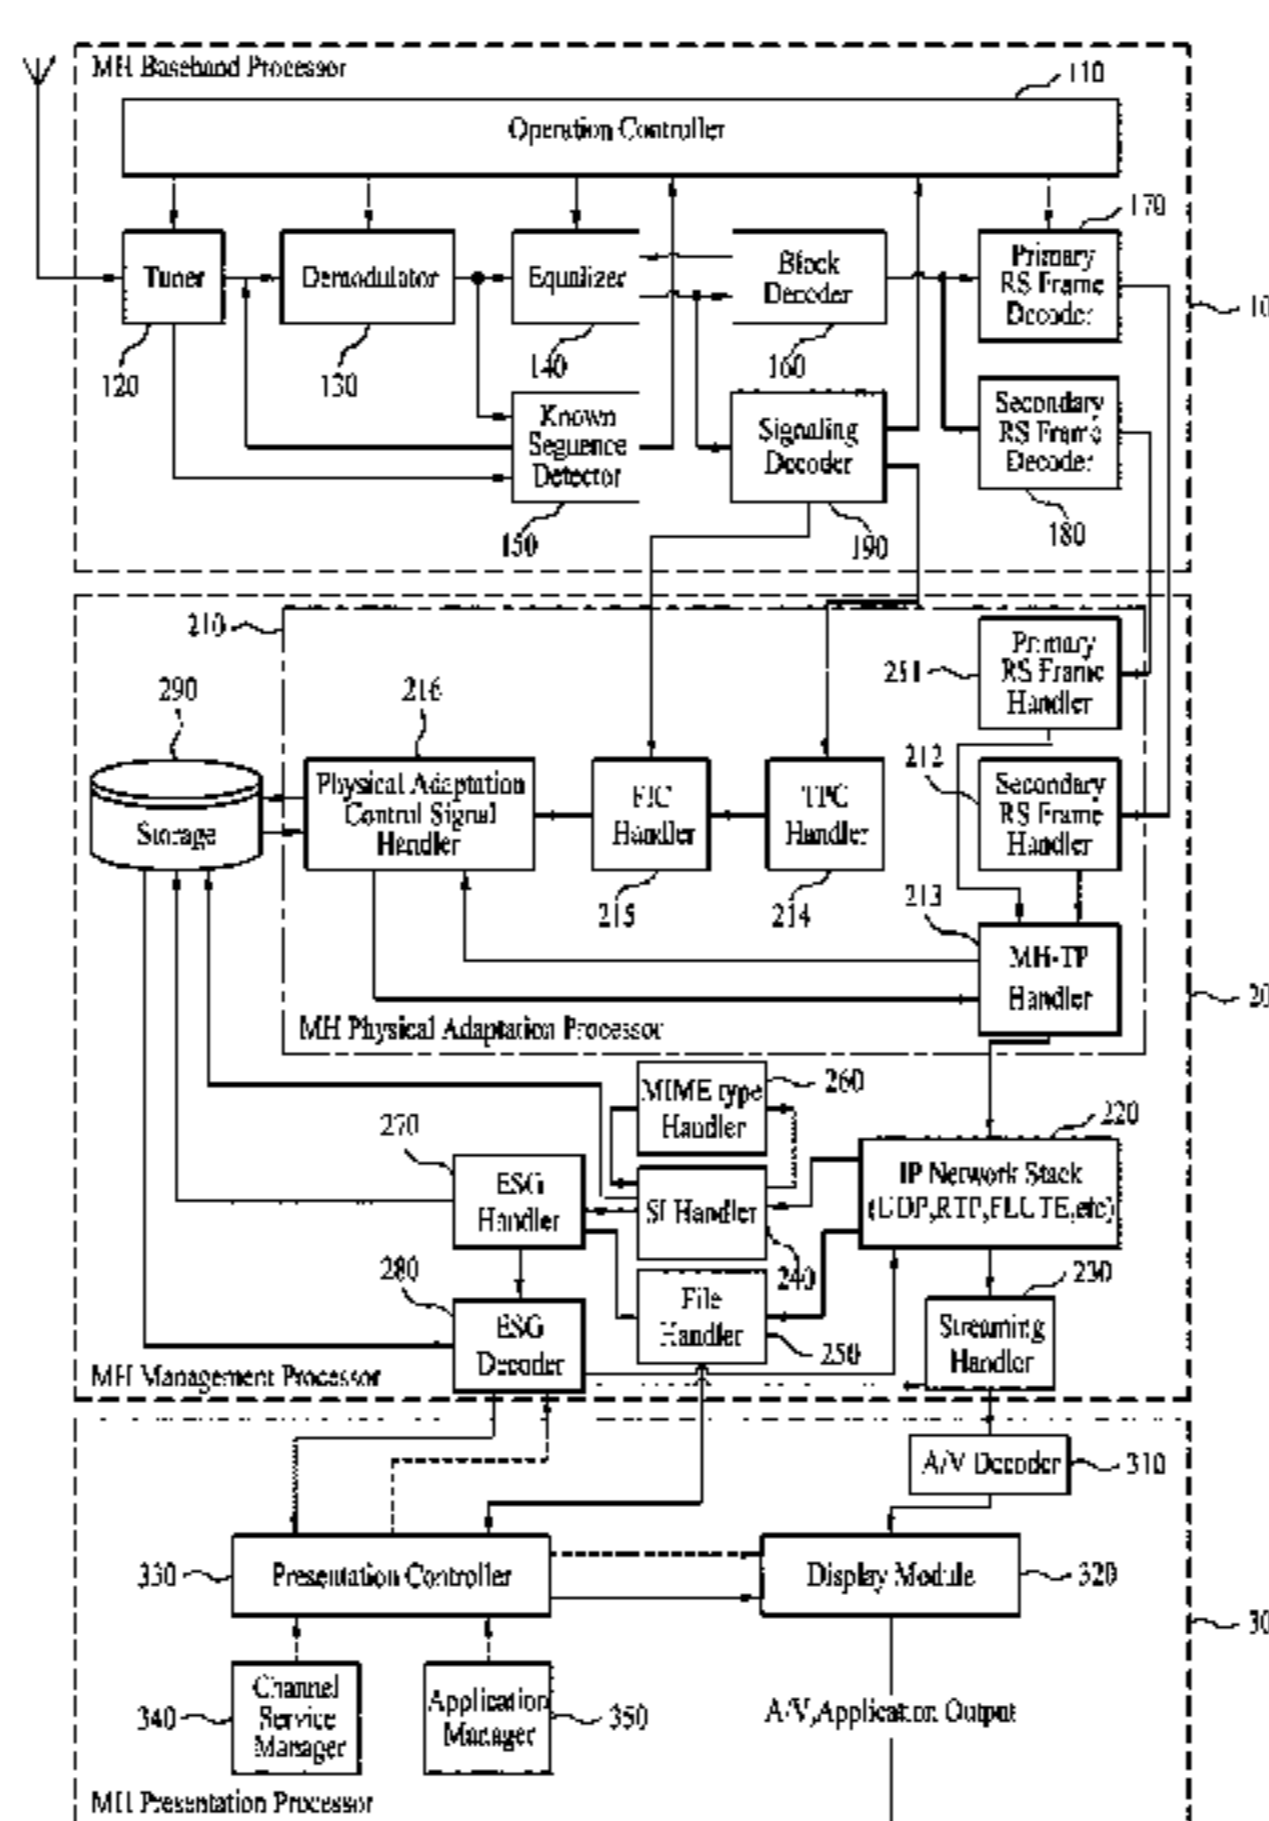 MH Baseband Processor
110
Operation Controller
170
Tuner
Demodulator
Equalizer
Block
Decoder
Primary
RS Frame
Decoder
10
120
130
140
160
Known
Seguence
Detector
Signaling
Decoder
Secondary
RS Frame
Decoder
150
190
180
210
Primary
RS Frame
Handler
251
290
216
212
Storage
Physical Adaptation
Control Signal
Handler
FIC
Handler
TPC
Handler
Secondary
RS Frame
Handler
215
214
213
MH-TP
Handler
20
MH Physical Adaptation Processor
MIME type
Handler
260
270
220
ESG
Handler
SI Handler
IP Network Stack
(UDP,RTP,FLUTE,etc)
280
240
230
ESG
Decoder
File
Handler
250
Streaming
Handler
MH Management Processor
A/V Decoder
310
330
Presentation Controller
Display Module
320
30
340
Channel
Service
Manager
Application
Manager
350
A/V,Application Output
MH Presentation Processor